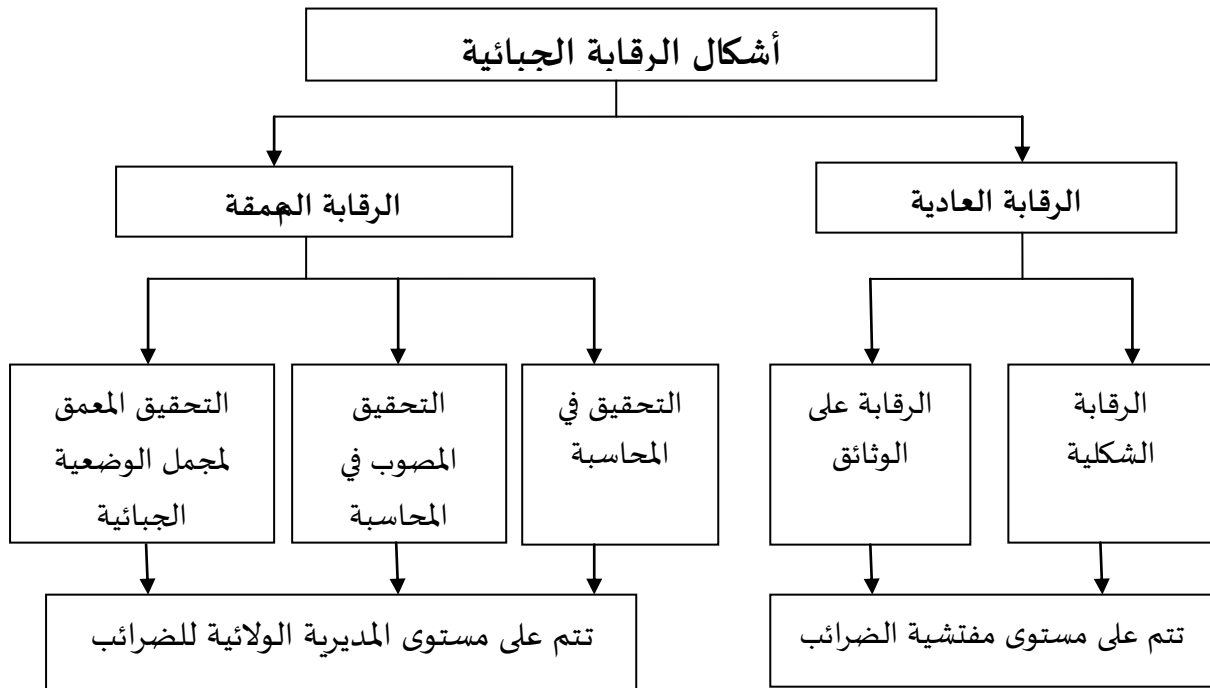 أشكال الرقابة الجبائية
الرقابة العادية
الرقابة
الرقابة
الشكلية
الرقابة على
الوثائق
التحقيق في
المحاسبة
التحقيق
المصوب في
المحاسبة
التحقيق المعمق
لمجمل الوضعية
الجبائية
تتم على مستوى مفتشية الضرائب
تتم على مستوى المديرية الولائية للضرائب